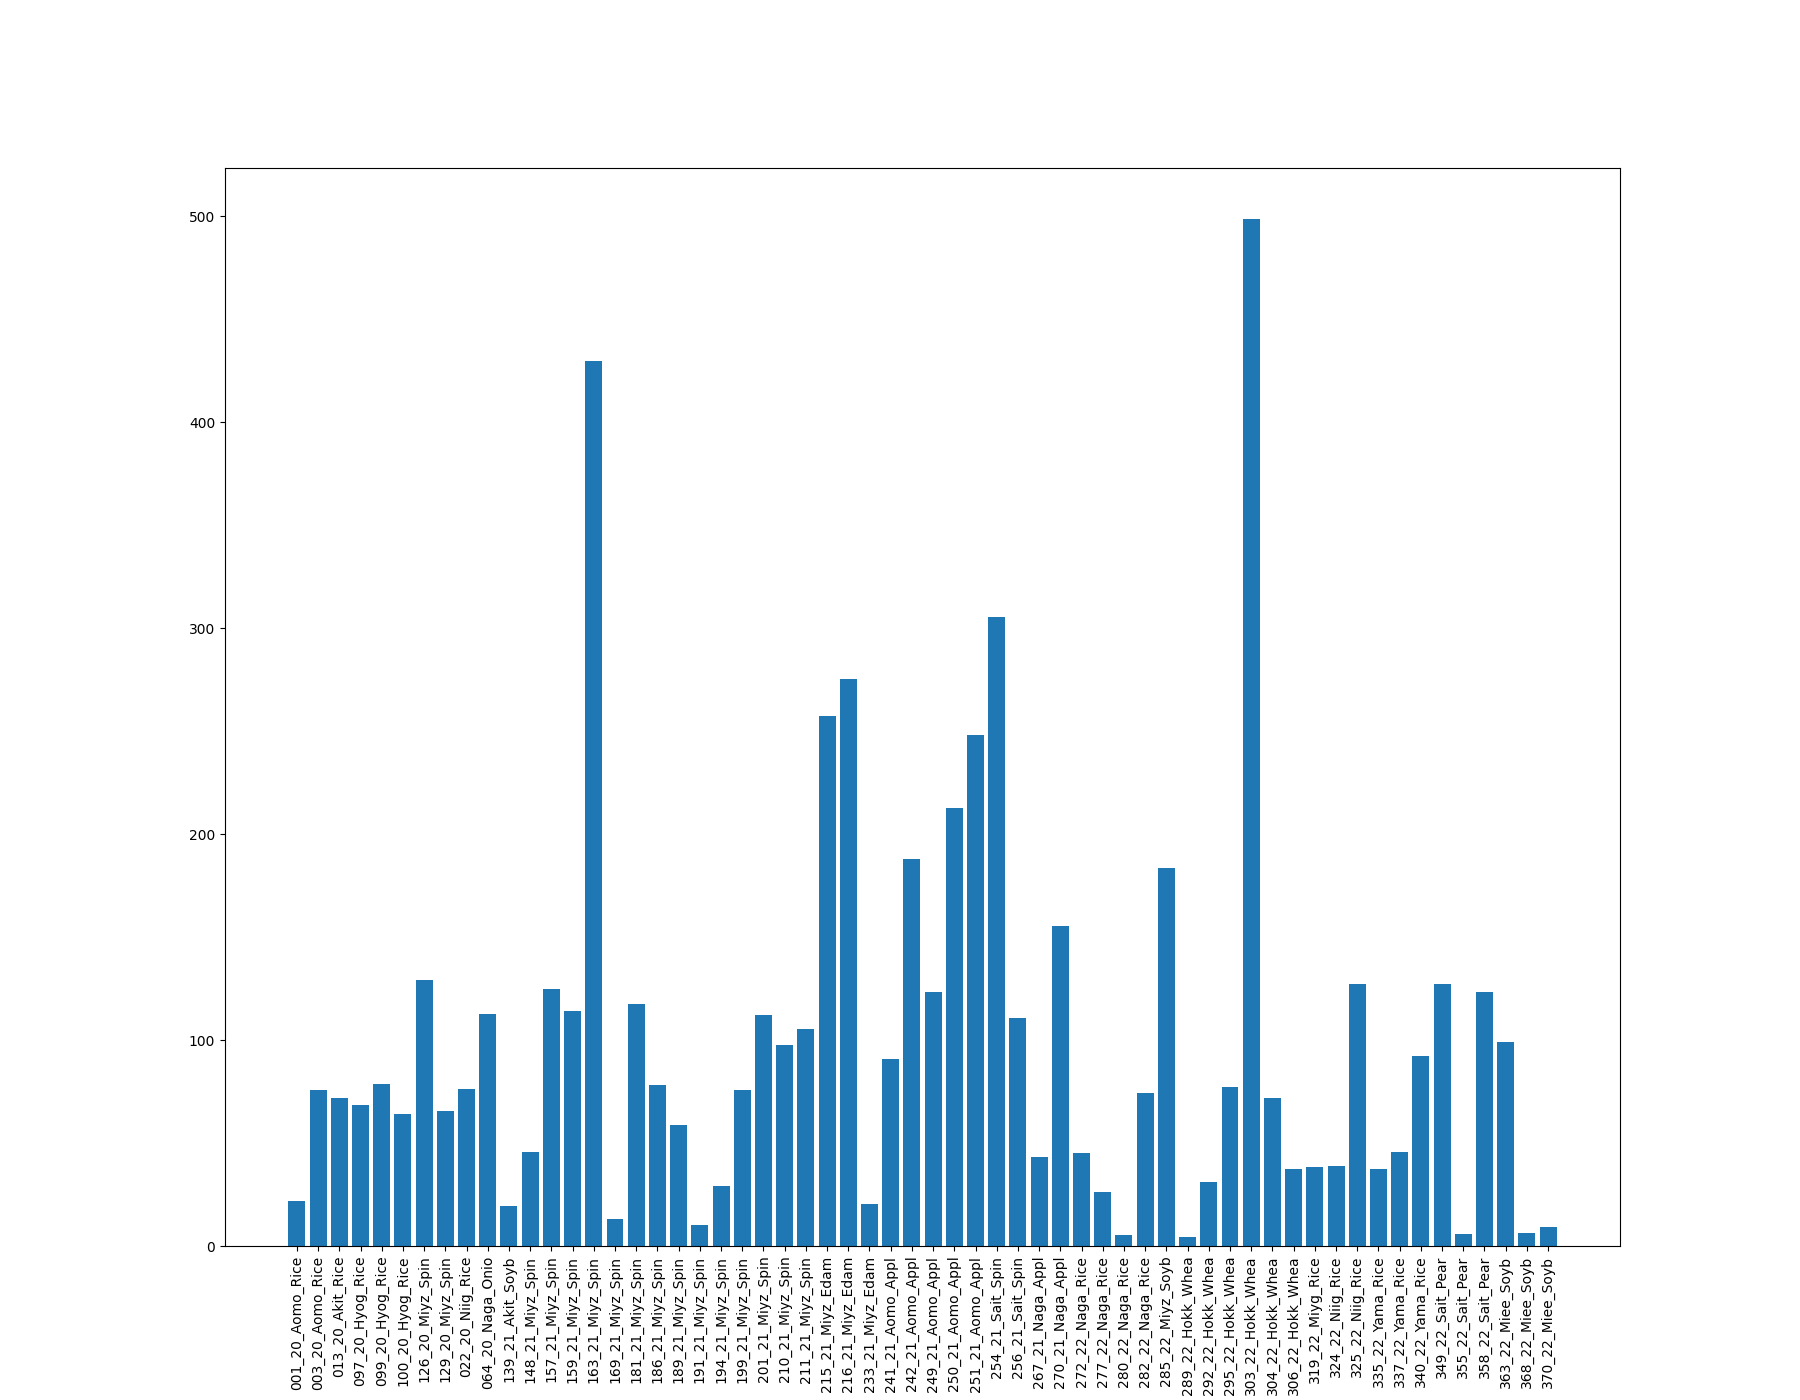 500
400
300
200
100
0
001_20_Aomo_Rice
003_20_Aomo_Rice
013_20_Akit_Rice
097_20_Hyog_Rice
099_20_Hyog_Rice
100_20_Hyog_Rice
126_20_Miyz_Spin
129_20_Miyz_Spin
022_20_Niig_Rice
064_20_Naga_Onio
139_21_Akit_Soyb
148_21_Miyz_Spin
157_21_Miyz_Spin
159_21_Miyz_Spin
163_21_Miyz_Spin
169_21_Miyz_Spin
181_21_Miyz_Spin
186_21_Miyz_Spin
189_21_Miyz_Spin
191_21_Miyz_Spin
194_21_Miyz_Spin
199_21_Miyz_Spin
201_21_Miyz_Spin
210_21_Miyz_Spin
211_21_Miyz_Spin
215_21_Miyz_Edam
216_21_Miyz_Edam
233_21_Miyz_Edam
241_21_Aomo_Appl
242_21_Aomo_Appl
249_21_Aomo_Appl
250_21_Aomo_Appl
251_21_Aomo_Appl
254_21_Sait_Spin
256_21_Sait_Spin
267_21_Naga_Appl
270_21_Naga_Appl
272_22_Naga_Rice
277_22_Naga_Rice
280_22_Naga_Rice
282_22_Naga_Rice
285_22_Miyz_Soyb
289_22_Hokk_Whea
292_22_Hokk_Whea
295_22_Hokk_Whea
303_22_Hokk_Whea
304_22_Hokk_Whea
306_22_Hokk_Whea
319_22_Miyg_Rice
324_22_Niig_Rice
325_22_Niig_Rice
335_22_Yama_Rice
337_22_Yama_Rice
340_22_Yama_Rice
349_22_Sait_Pear
355_22_Sait_Pear
358_22_Sait_Pear
363_22_Miee_Soyb
368_22_Miee_Soyb
370_22_Miee_Soyb